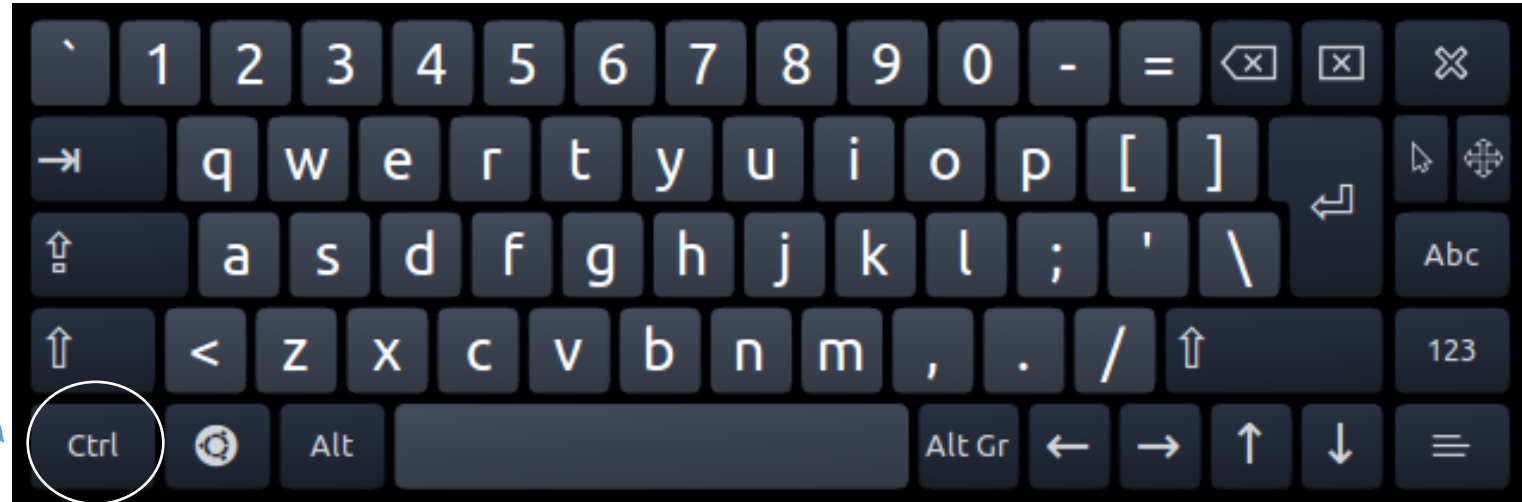 ` 1 2 3 4 5 6 7 8 9 0 - =
q w e r t y u i o p [ ]
a s d f g h j k l ; ' \ Abc
< z x c v b n m , . / 123
Ctrl Alt Alt Gr ← → ↑ ↓